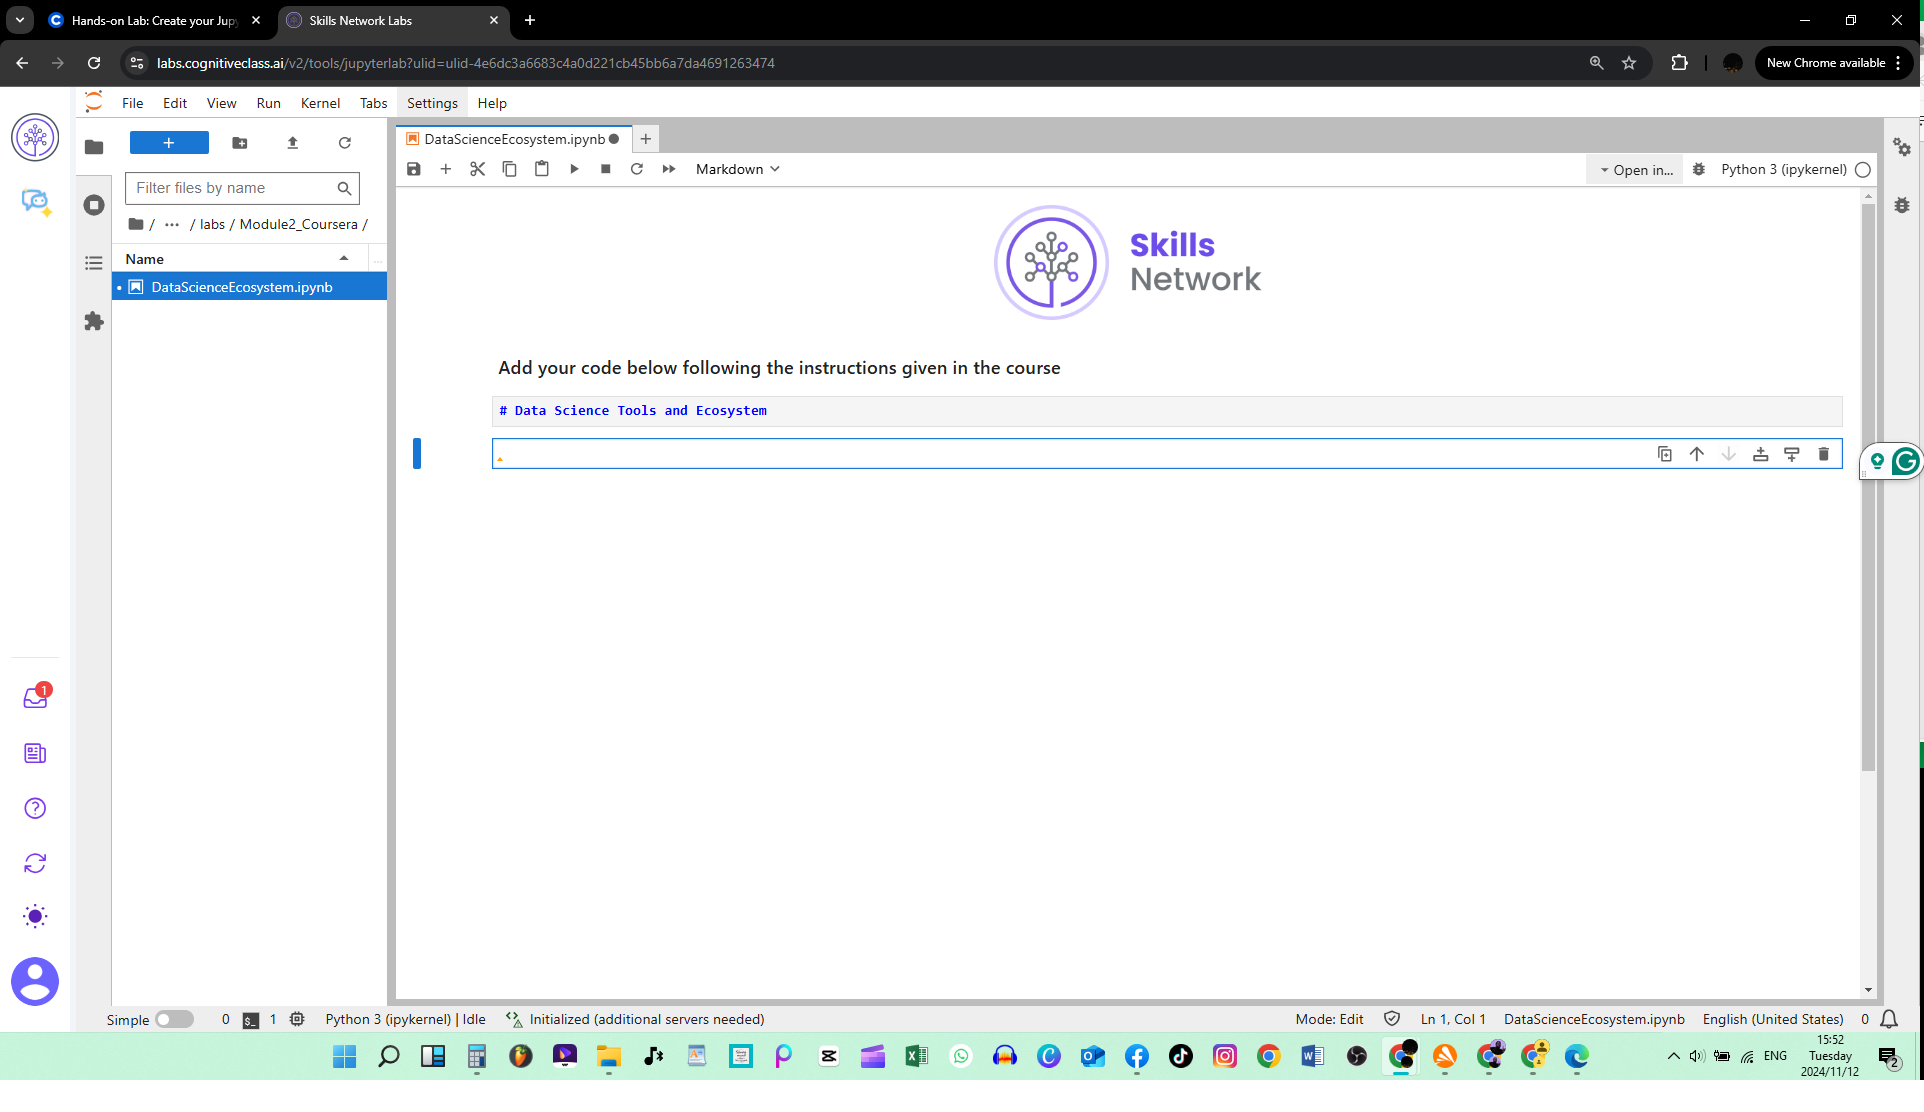 Hands-on Lab: Create your Jup
Skills Network Labs
labs.cognitiveclass.ai/v2/tools/jupyterlab?ulid=ulid-4e6dc3a6683c4a0d221cb45bb6a7da4691263474
New Chrome available
File Edit View Run Kernel Tabs Settings Help
DataScienceEcosystem.ipynb
Markdown
Open in...
Python 3 (ipykernel)
Filter files by name
/ ··· / labs / Module2_Coursera /
Name
...
DataScienceEcosystem.ipynb
Skills
Network
Add your code below following the instructions given in the course
# Data Science Tools and Ecosystem
1
Simple 0 $_ 1 Python 3 (ipykernel) | Idle Initialized (additional servers needed) Mode: Edit Ln 1, Col 1 DataScienceEcosystem.ipynb English (United States) 0
ENG
15:52
Tuesday
2024/11/12
2